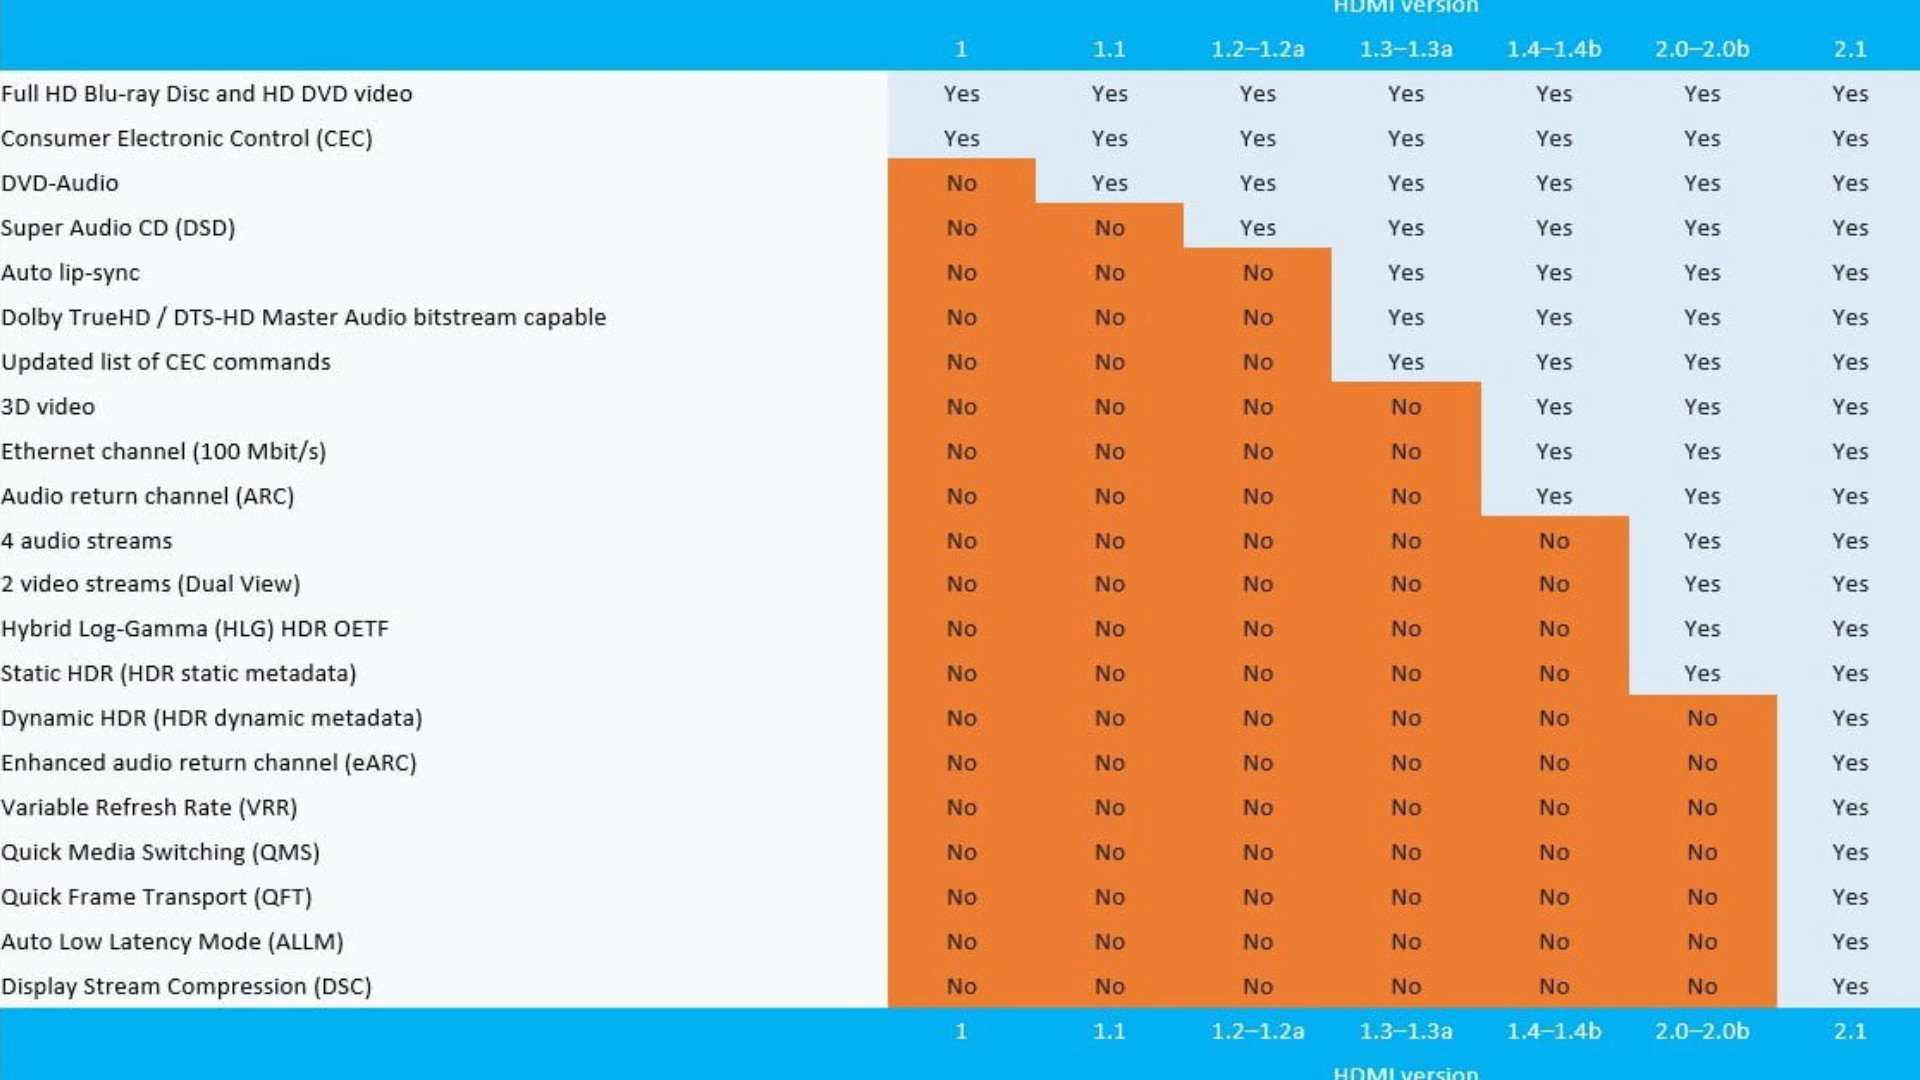 HDMI version
1 1.1 1.2–1.2a 1.3–1.3a 1.4–1.4b 2.0–2.0b 2.1
Full HD Blu-ray Disc and HD DVD video Yes Yes Yes Yes Yes Yes Yes
Consumer Electronic Control (CEC) Yes Yes Yes Yes Yes Yes Yes
DVD-Audio No Yes Yes Yes Yes Yes Yes
Super Audio CD (DSD) No No Yes Yes Yes Yes Yes
Auto lip-sync No No No Yes Yes Yes Yes
Dolby TrueHD / DTS-HD Master Audio bitstream capable No No No Yes Yes Yes Yes
Updated list of CEC commands No No No Yes Yes Yes Yes
3D video No No No No Yes Yes Yes
Ethernet channel (100 Mbit/s) No No No No Yes Yes Yes
Audio return channel (ARC) No No No No Yes Yes Yes
4 audio streams No No No No No Yes Yes
2 video streams (Dual View) No No No No No Yes Yes
Hybrid Log-Gamma (HLG) HDR OETF No No No No No Yes Yes
Static HDR (HDR static metadata) No No No No No Yes Yes
Dynamic HDR (HDR dynamic metadata) No No No No No No Yes
Enhanced audio return channel (eARC) No No No No No No Yes
Variable Refresh Rate (VRR) No No No No No No Yes
Quick Media Switching (QMS) No No No No No No Yes
Quick Frame Transport (QFT) No No No No No No Yes
Auto Low Latency Mode (ALLM) No No No No No No Yes
Display Stream Compression (DSC) No No No No No No Yes
1 1.1 1.2–1.2a 1.3–1.3a 1.4–1.4b 2.0–2.0b 2.1
HDMI version